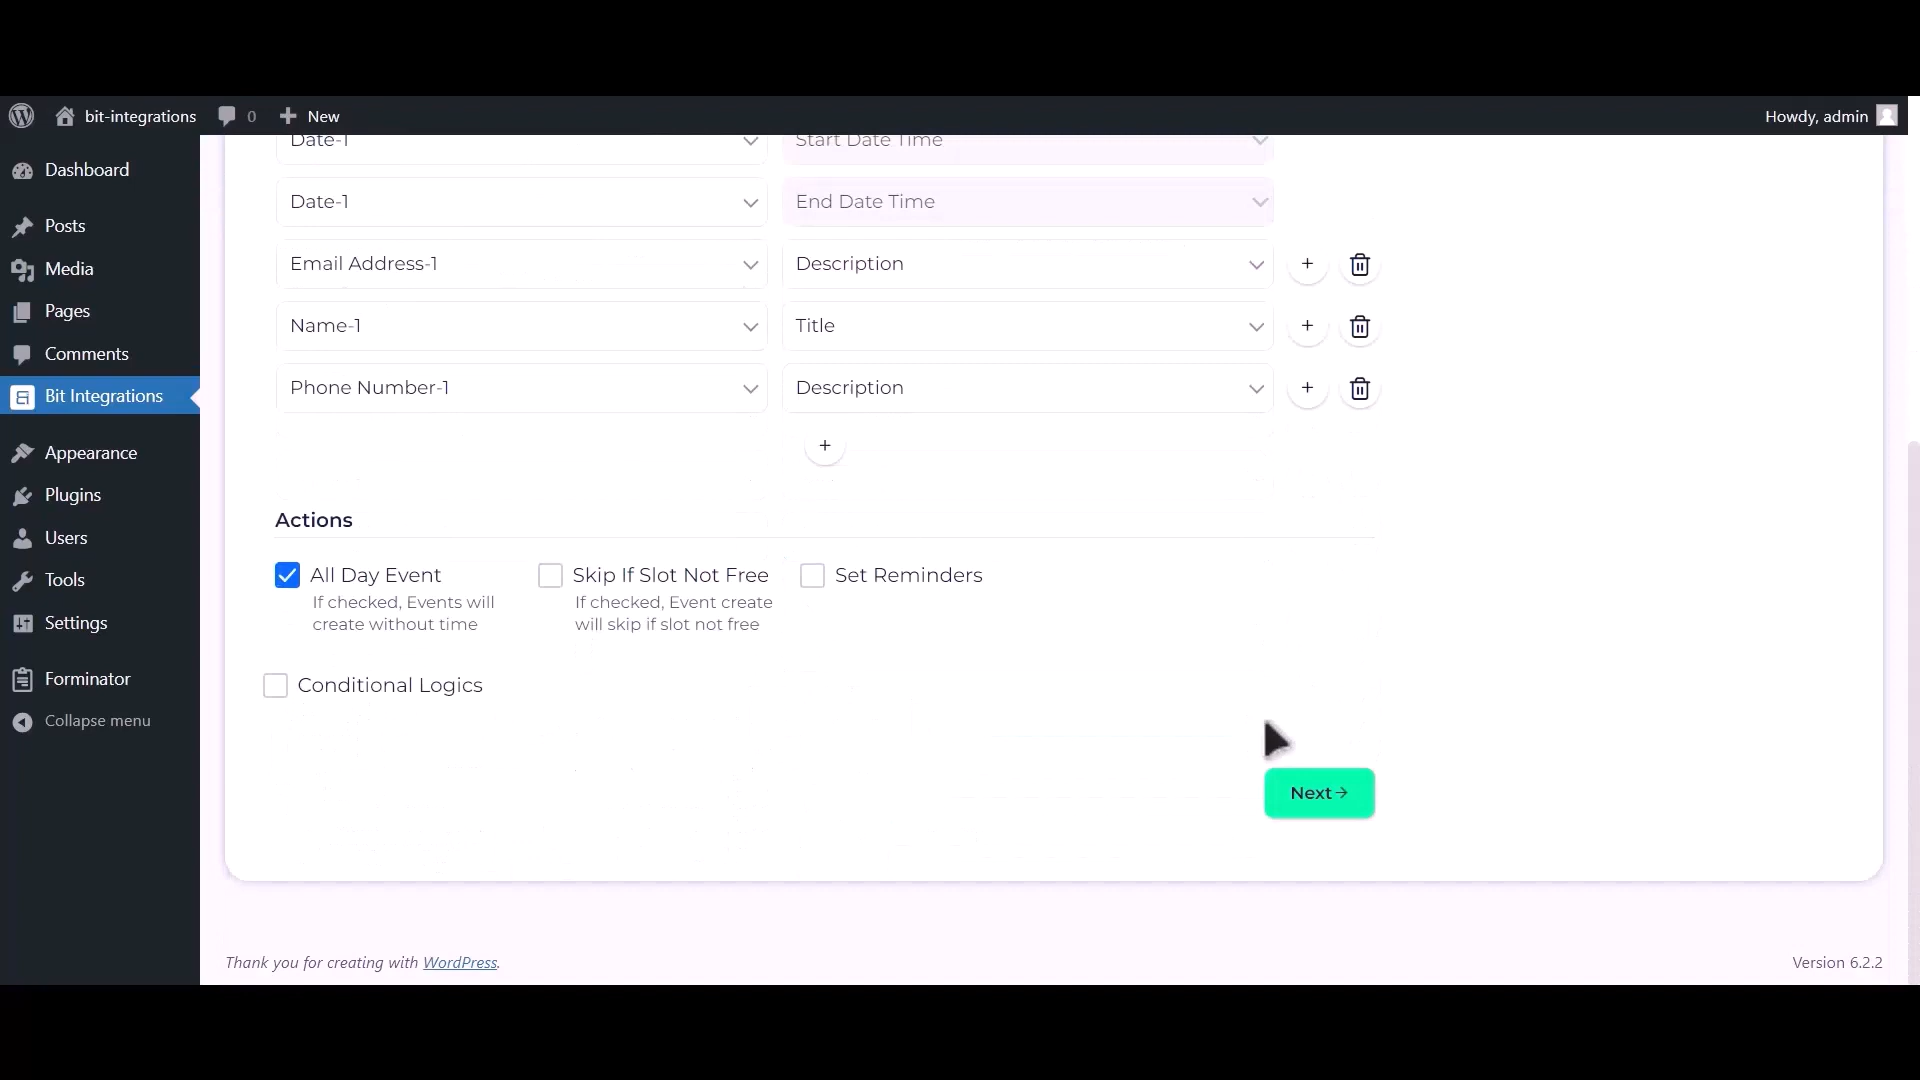 bit-integrations
0
New
Howdy, admin
Dashboard
Posts
Media
Pages
Comments
Bit Integrations
Appearance
Plugins
Users
Tools
Settings
Forminator
Collapse menu
Date-1
Start Date Time
Date-1
End Date Time
Email Address-1
Description
Name-1
Title
Phone Number-1
Description
Actions
All Day Event
If checked, Events will
create without time
Skip If Slot Not Free
If checked, Event create
will skip if slot not free
Set Reminders
Conditional Logics
Next→
Thank you for creating with WordPress.
Version 6.2.2